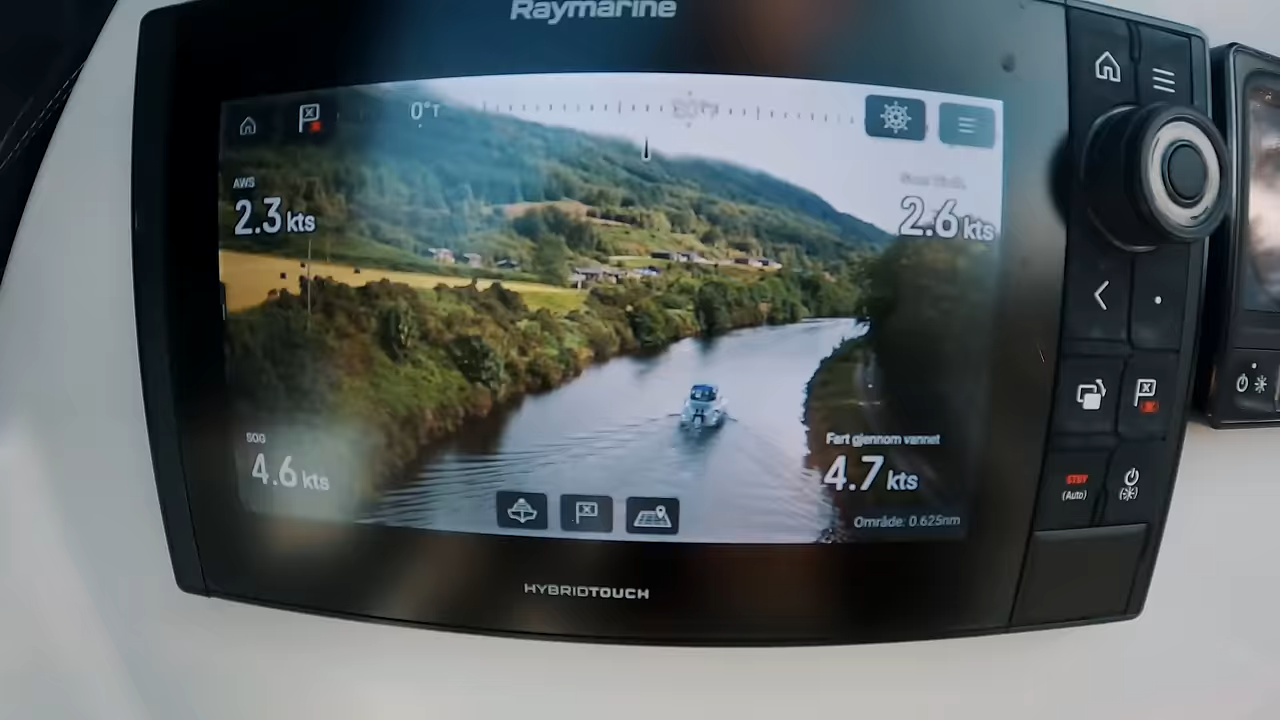 Raymarine
0°T
AWS
2.3 kts
2.6 kts
SOG
4.6 kts
Fart gjennom vannet
4.7 kts
Område: 0.625nm
HYBRIDTOUCH
STBY
(Auto)